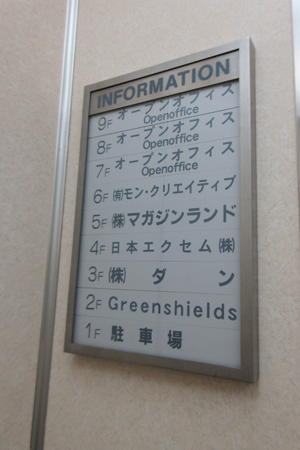 INFORMATION
9F オープンオフィス
Openoffice
8F オープンオフィス
Openoffice
7F オープンオフィス
Openoffice
6F ㈲モン・クリエイティブ
5F ㈱マガジンランド
4F 日本エクセム㈱
3F ㈱ダン
2F Greenshields
1F 駐車場